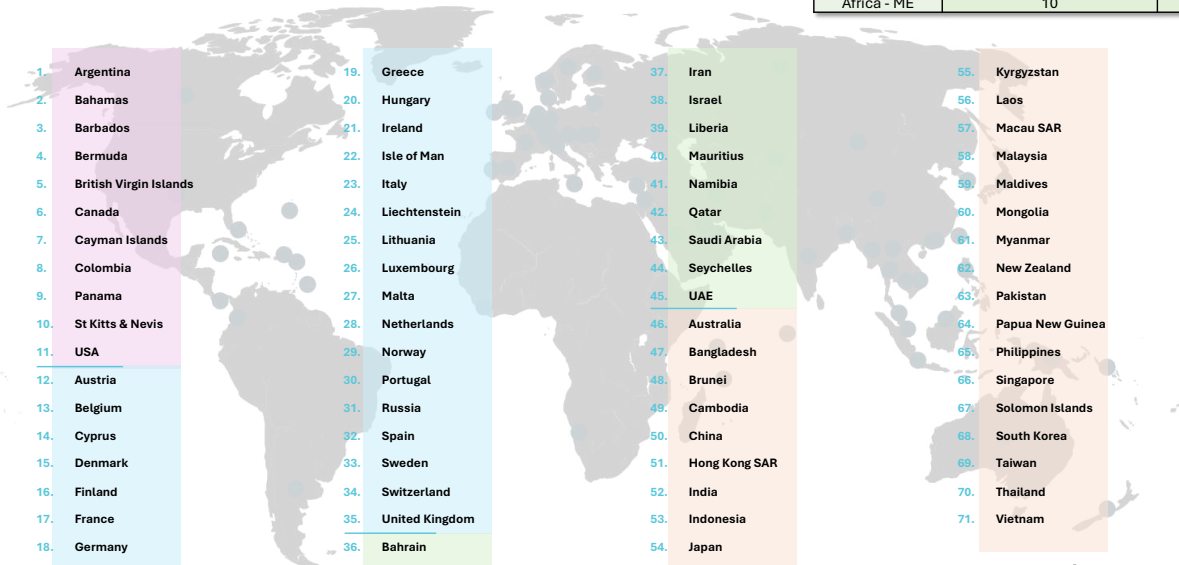 Africa - ME 10
1. Argentina
2. Bahamas
3. Barbados
4. Bermuda
5. British Virgin Islands
6. Canada
7. Cayman Islands
8. Colombia
9. Panama
10. St Kitts & Nevis
11. USA
12. Austria
13. Belgium
14. Cyprus
15. Denmark
16. Finland
17. France
18. Germany
19. Greece
20. Hungary
21. Ireland
22. Isle of Man
23. Italy
24. Liechtenstein
25. Lithuania
26. Luxembourg
27. Malta
28. Netherlands
29. Norway
30. Portugal
31. Russia
32. Spain
33. Sweden
34. Switzerland
35. United Kingdom
36. Bahrain
37. Iran
38. Israel
39. Liberia
40. Mauritius
41. Namibia
42. Qatar
43. Saudi Arabia
44. Seychelles
45. UAE
46. Australia
47. Bangladesh
48. Brunei
49. Cambodia
50. China
51. Hong Kong SAR
52. India
53. Indonesia
54. Japan
55. Kyrgyzstan
56. Laos
57. Macau SAR
58. Malaysia
59. Maldives
60. Mongolia
61. Myanmar
62. New Zealand
63. Pakistan
64. Papua New Guinea
65. Philippines
66. Singapore
67. Solomon Islands
68. South Korea
69. Taiwan
70. Thailand
71. Vietnam